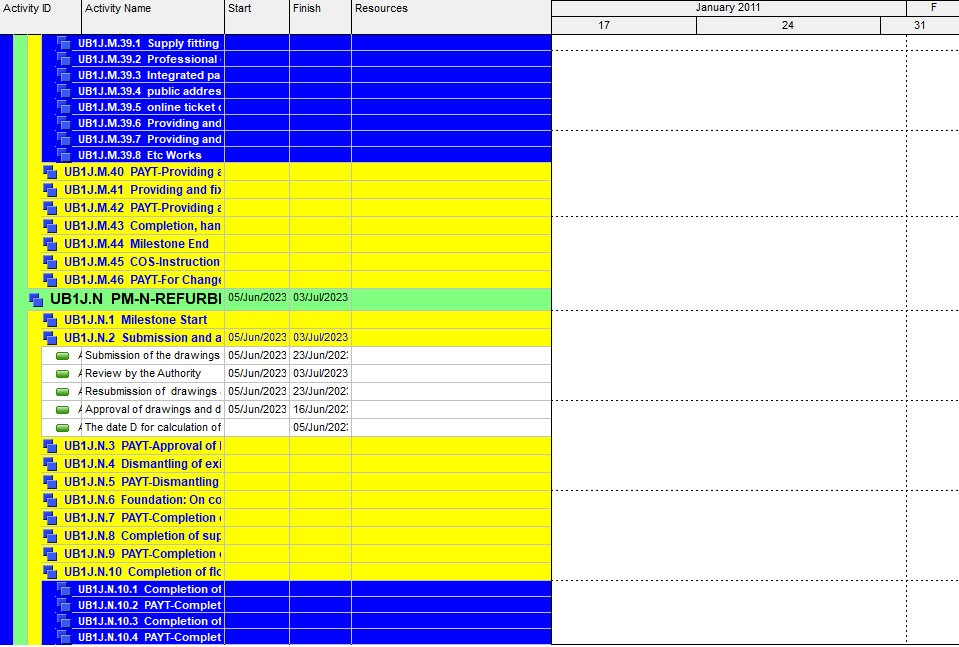 Activity ID Activity Name Start Finish Resources January 2011 F
17 24 31
UB1J.M.39.1 Supply fitting
UB1J.M.39.2 Professional
UB1J.M.39.3 Integrated pa
UB1J.M.39.4 public addres
UB1J.M.39.5 online ticket
UB1J.M.39.6 Providing and
UB1J.M.39.7 Providing and
UB1J.M.39.8 Etc Works
UB1J.M.40 PAYT-Providing
UB1J.M.41 Providing and fix
UB1J.M.42 PAYT-Providing
UB1J.M.43 Completion, han
UB1J.M.44 Milestone End
UB1J.M.45 COS-Instruction
UB1J.M.46 PAYT-For Change
UB1J.N PM-N-REFURBI 05/Jun/2023 03/Jul/2023
UB1J.N.1 Milestone Start
UB1J.N.2 Submission and a 05/Jun/2023 03/Jul/2023
A Submission of the drawings 05/Jun/2023 23/Jun/202
A Review by the Authority 05/Jun/2023 03/Jul/2023
A Resubmission of drawings 05/Jun/2023 23/Jun/202
A Approval of drawings and d 05/Jun/2023 16/Jun/202
A The date D for calculation of 05/Jun/202
UB1J.N.3 PAYT-Approval of
UB1J.N.4 Dismantling of exi
UB1J.N.5 PAYT-Dismantling
UB1J.N.6 Foundation: On co
UB1J.N.7 PAYT-Completion
UB1J.N.8 Completion of sup
UB1J.N.9 PAYT-Completion
UB1J.N.10 Completion of flo
UB1J.N.10.1 Completion of
UB1J.N.10.2 PAYT-Complet
UB1J.N.10.3 Completion of
UB1J.N.10.4 PAYT-Complet